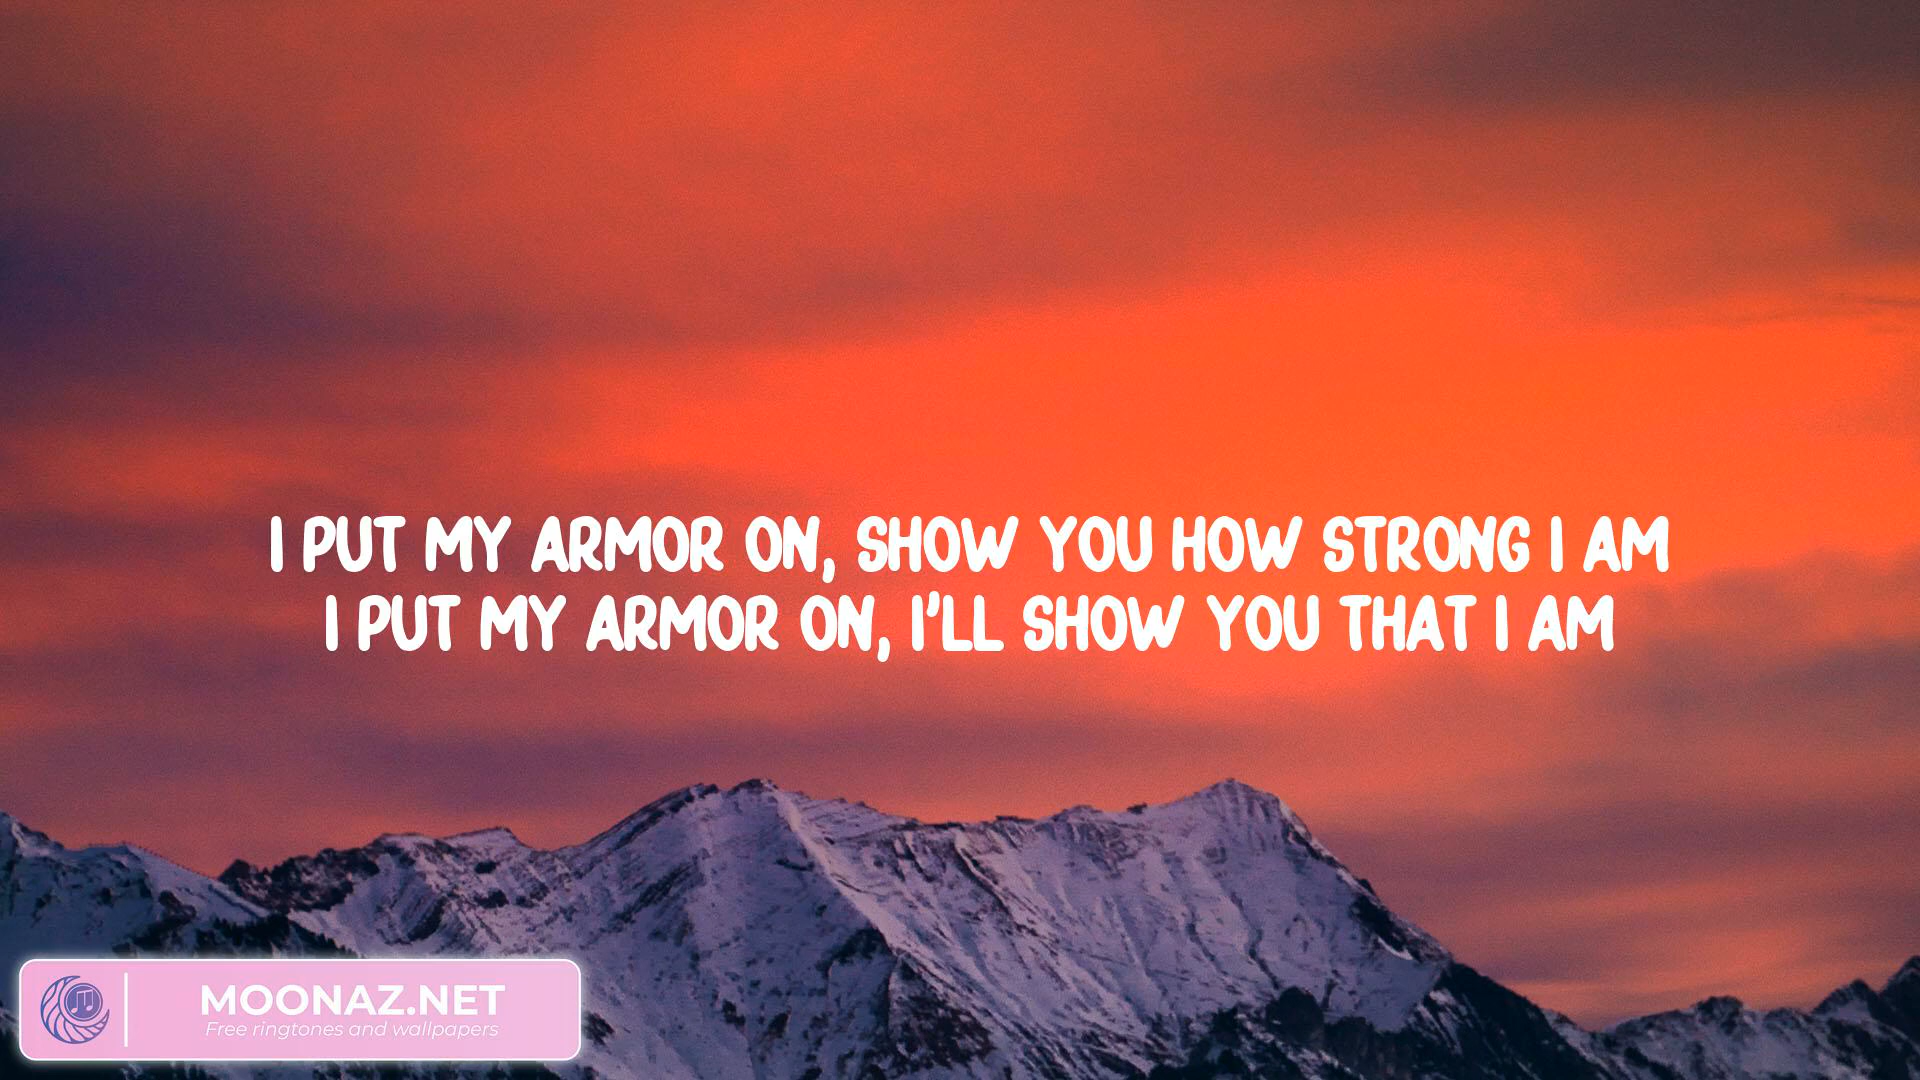 I PUT MY ARMOR ON, SHOW YOU HOW STRONG I AM
I PUT MY ARMOR ON, I'LL SHOW YOU THAT I AM
MOONAZ.NET
Free ringtones and wallpapers